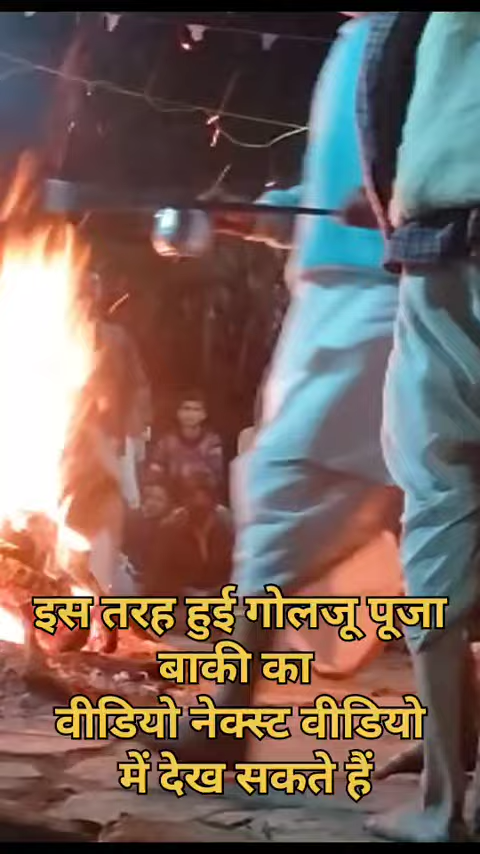 इस तरह हुई गोलजू पूजा
बाकी का
वीडियो नेक्स्ट वीडियो
में देख सकते हैं